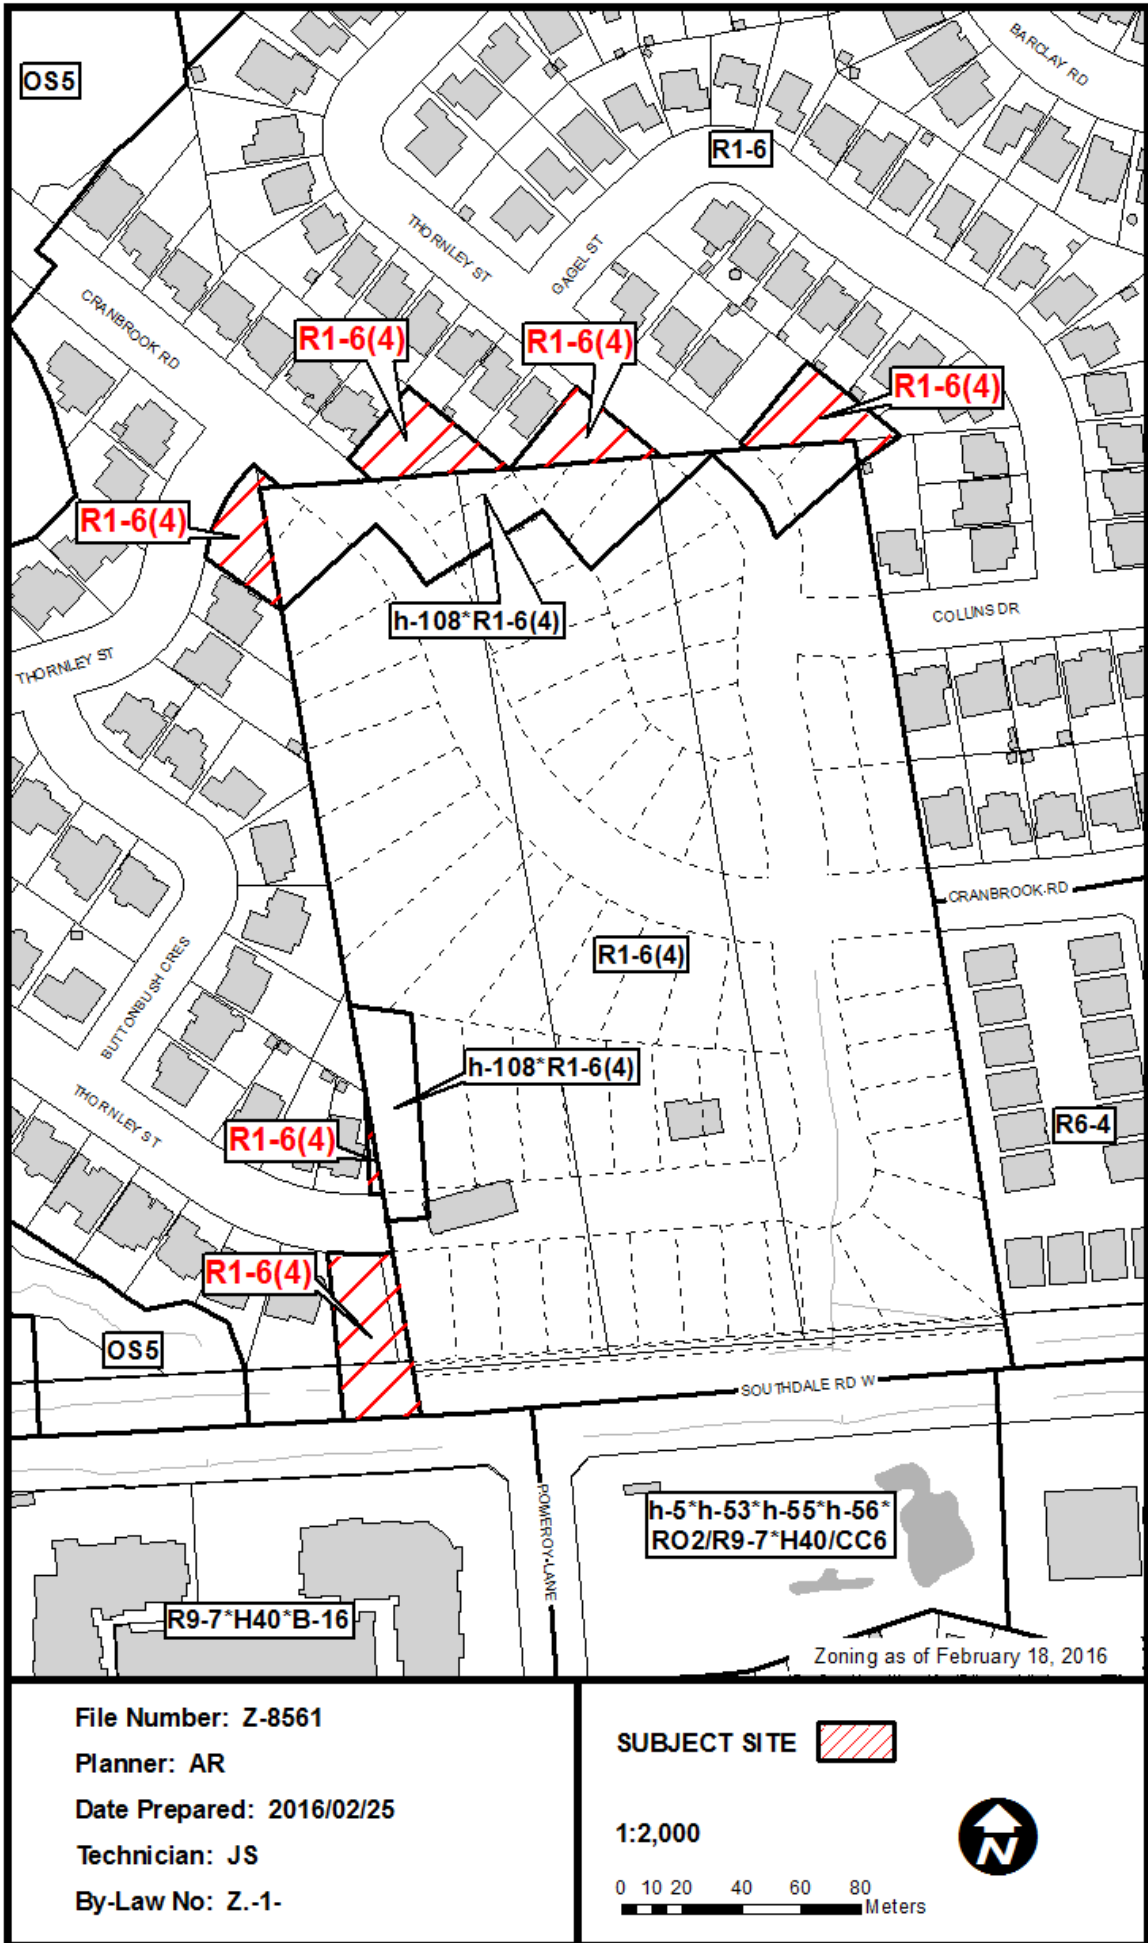 OS5
BARCLAY RD
R1-6
THORNLEY ST
GAGEL ST
CRANBROOK RD
R1-6(4)
R1-6(4)
R1-6(4)
R1-6(4)
h-108*R1-6(4)
COLLINS DR
THORNLEY ST
CRANBROOK RD
R1-6(4)
BUTTONBUSH CRES
h-108*R1-6(4)
THORNLEY ST
R1-6(4)
R6-4
R1-6(4)
OS5
SOUTHDALE RD W
POMEROY LANE
h-5*h-53*h-55*h-56*
RO2/R9-7*H40/CC6
R9-7*H40*B-16
Zoning as of February 18, 2016
File Number: Z-8561
Planner: AR
Date Prepared: 2016/02/25
Technician: JS
By-Law No: Z.-1-
SUBJECT SITE
1:2,000
N
0 10 20 40 60 80
Meters